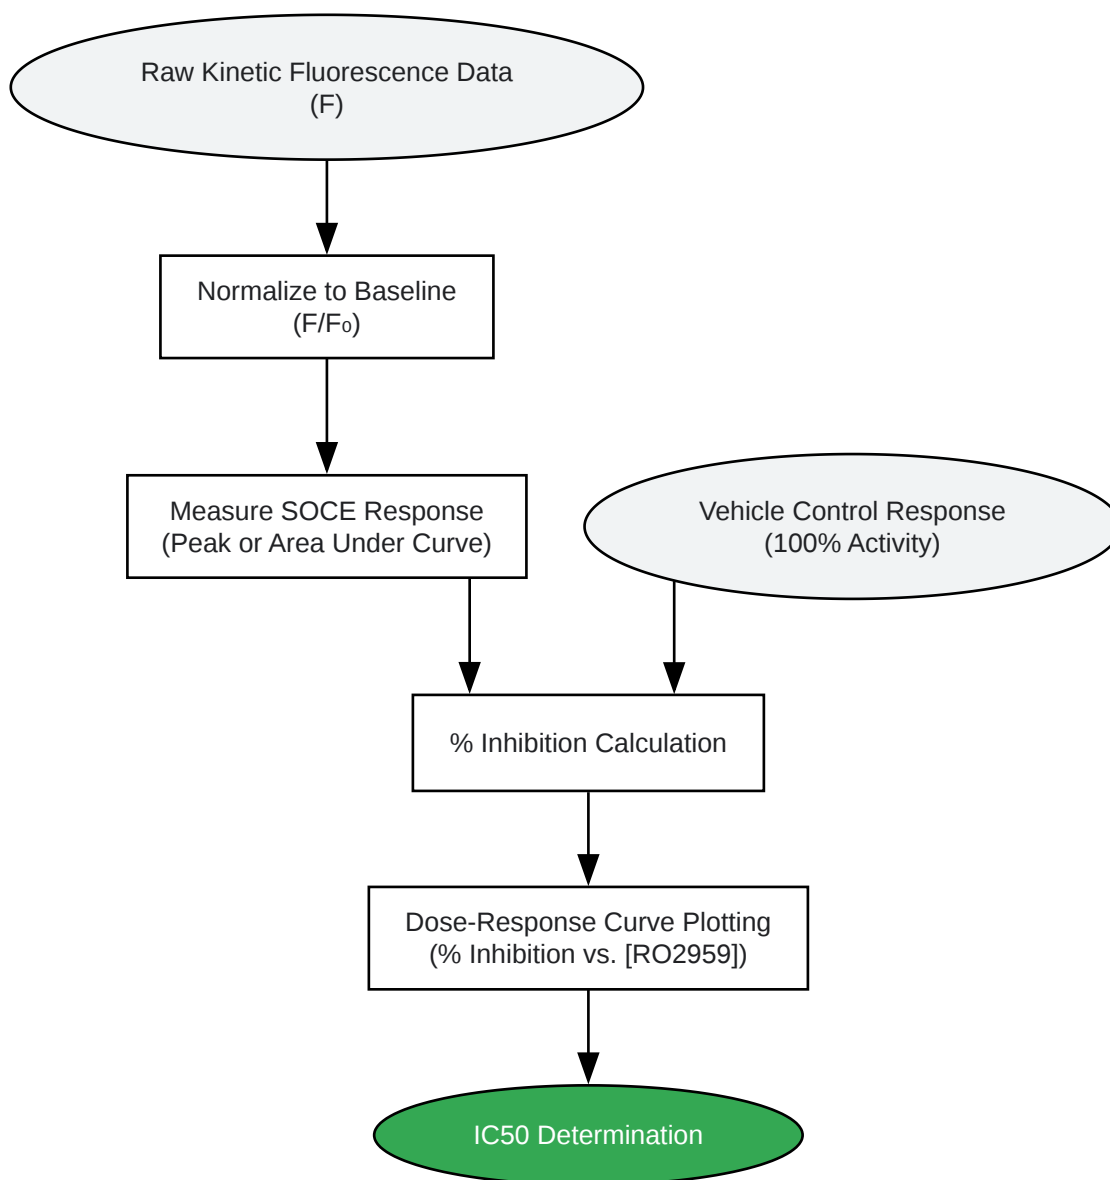 Raw Kinetic Fluorescence Data
(F)
Normalize to Baseline
(F/F₀)
Measure SOCE Response
(Peak or Area Under Curve)
Vehicle Control Response
(100% Activity)
% Inhibition Calculation
Dose-Response Curve Plotting
(% Inhibition vs. [RO2959])
IC50 Determination